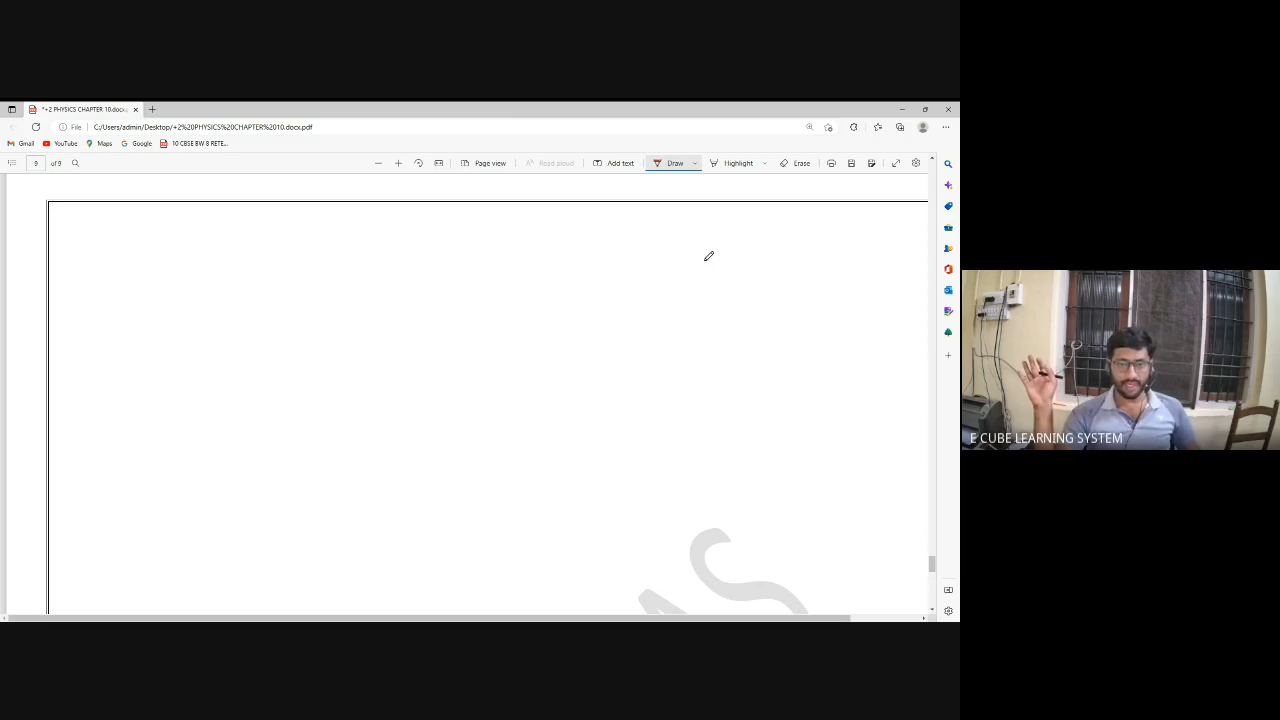 *+2 PHYSICS CHAPTER 10.docx.
File C:/Users/admin/Desktop/+2%20PHYSICS%20CHAPTER%2010.docx.pdf
Gmail YouTube Maps Google 10 CBSE BW 8 RETE...
9 of 9 Page view Read aloud Add text Draw Highlight Erase
E CUBE LEARNING SYSTEM